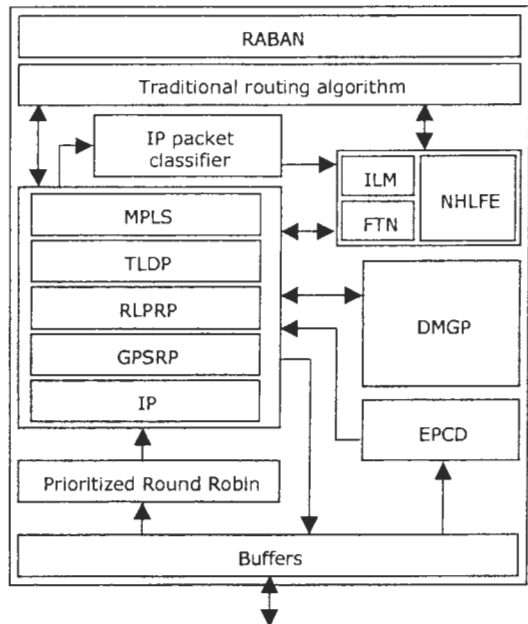 RABAN
Traditional routing algorithm
IP packet
classifier
ILM
FTN
NHLFE
MPLS
TLDP
RLPRP
GPSRP
IP
DMGP
EPCD
Prioritized Round Robin
Buffers